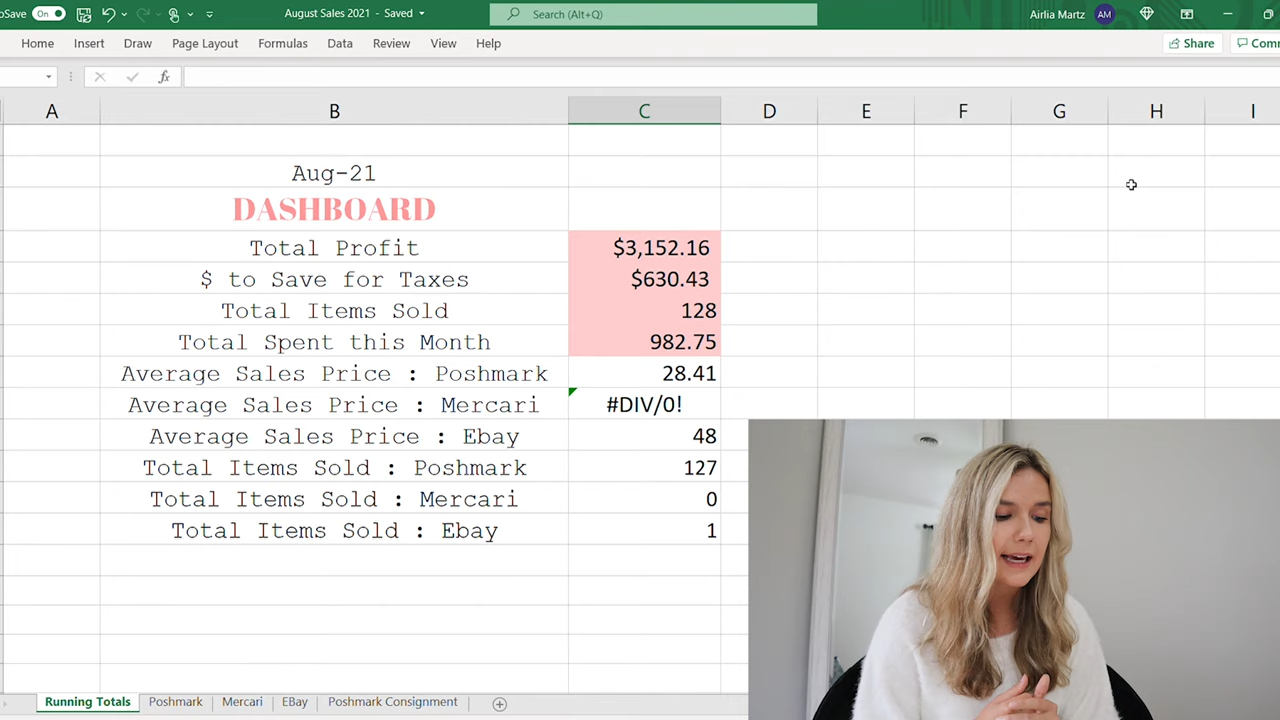 oSave On August Sales 2021 - Saved Search (Alt+Q) Airlia Martz AM
Home Insert Draw Page Layout Formulas Data Review View Help Share Comm
fx
A B C D E F G H I
Aug-21
DASHBOARD
Total Profit $3,152.16
$ to Save for Taxes $630.43
Total Items Sold 128
Total Spent this Month 982.75
Average Sales Price : Poshmark 28.41
Average Sales Price : Mercari #DIV/0!
Average Sales Price : Ebay 48
Total Items Sold : Poshmark 127
Total Items Sold : Mercari 0
Total Items Sold : Ebay 1
Running Totals Poshmark Mercari EBay Poshmark Consignment